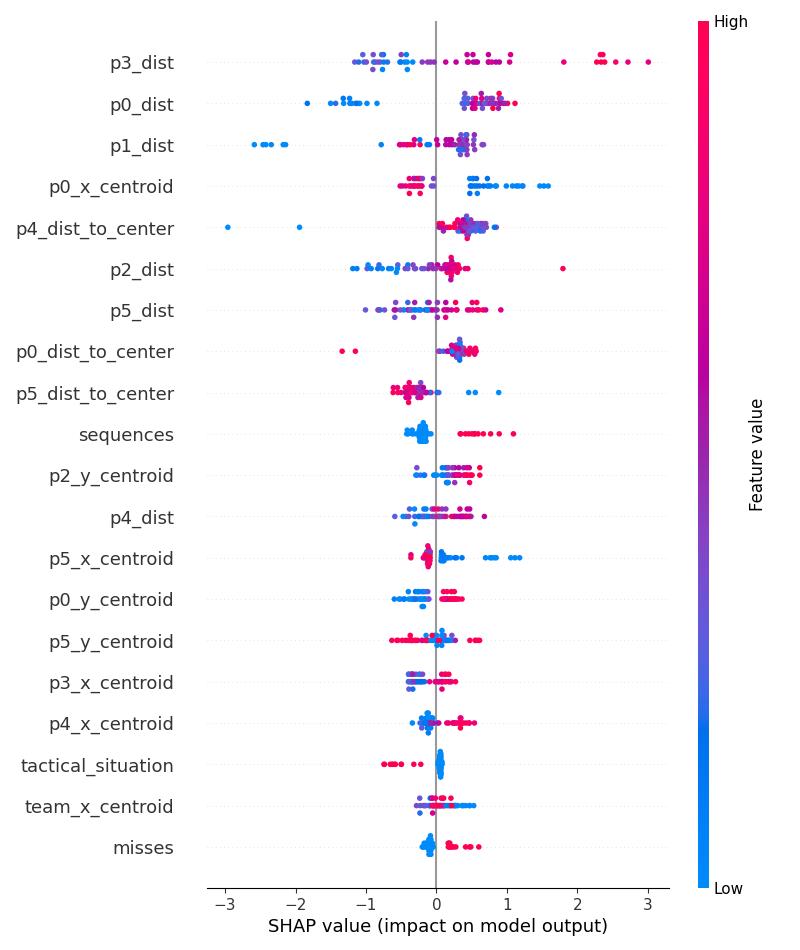 High
p3_dist
p0_dist
p1_dist
p0_x_centroid
p4_dist_to_center
p2_dist
p5_dist
p0_dist_to_center
p5_dist_to_center
sequences
p2_y_centroid
p4_dist
p5_x_centroid
p0_y_centroid
p5_y_centroid
p3_x_centroid
p4_x_centroid
tactical_situation
team_x_centroid
misses
Feature value
Low
−3 −2 −1 0 1 2 3
SHAP value (impact on model output)